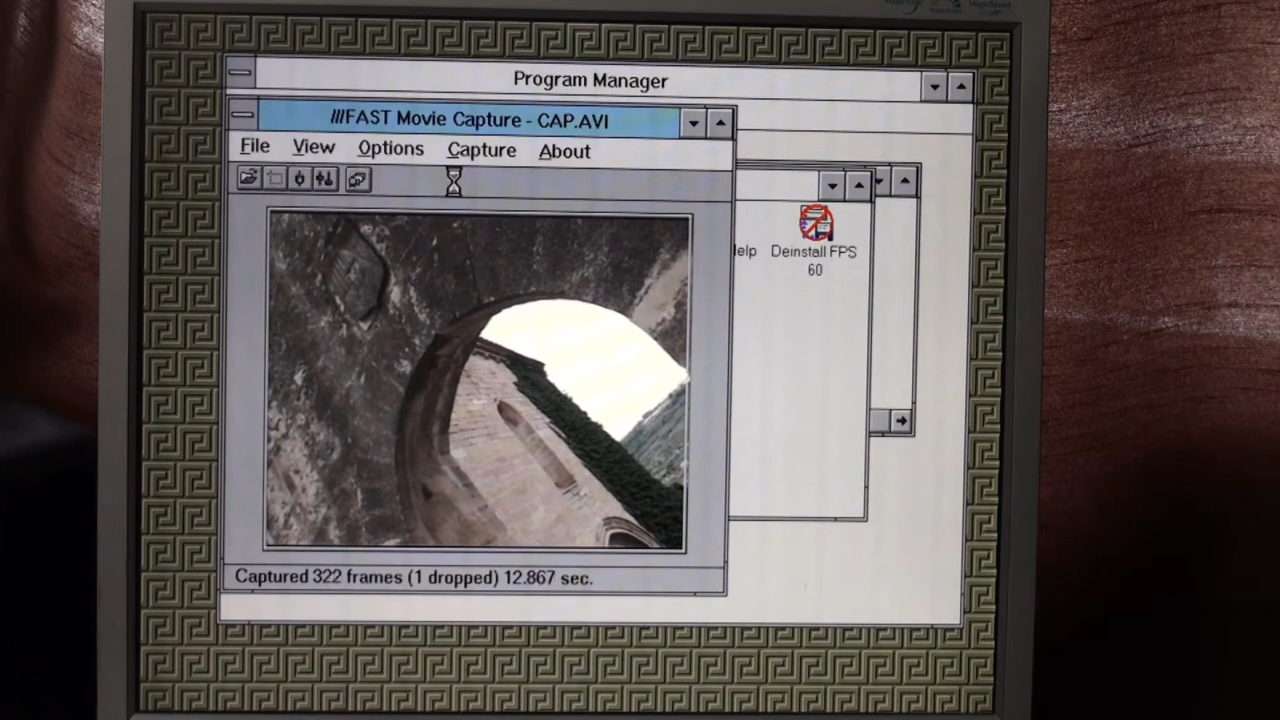 Program Manager
///FAST Movie Capture - CAP.AVI
File View Options Capture About
Deinstall FPS
60
Captured 322 frames (1 dropped) 12.867 sec.